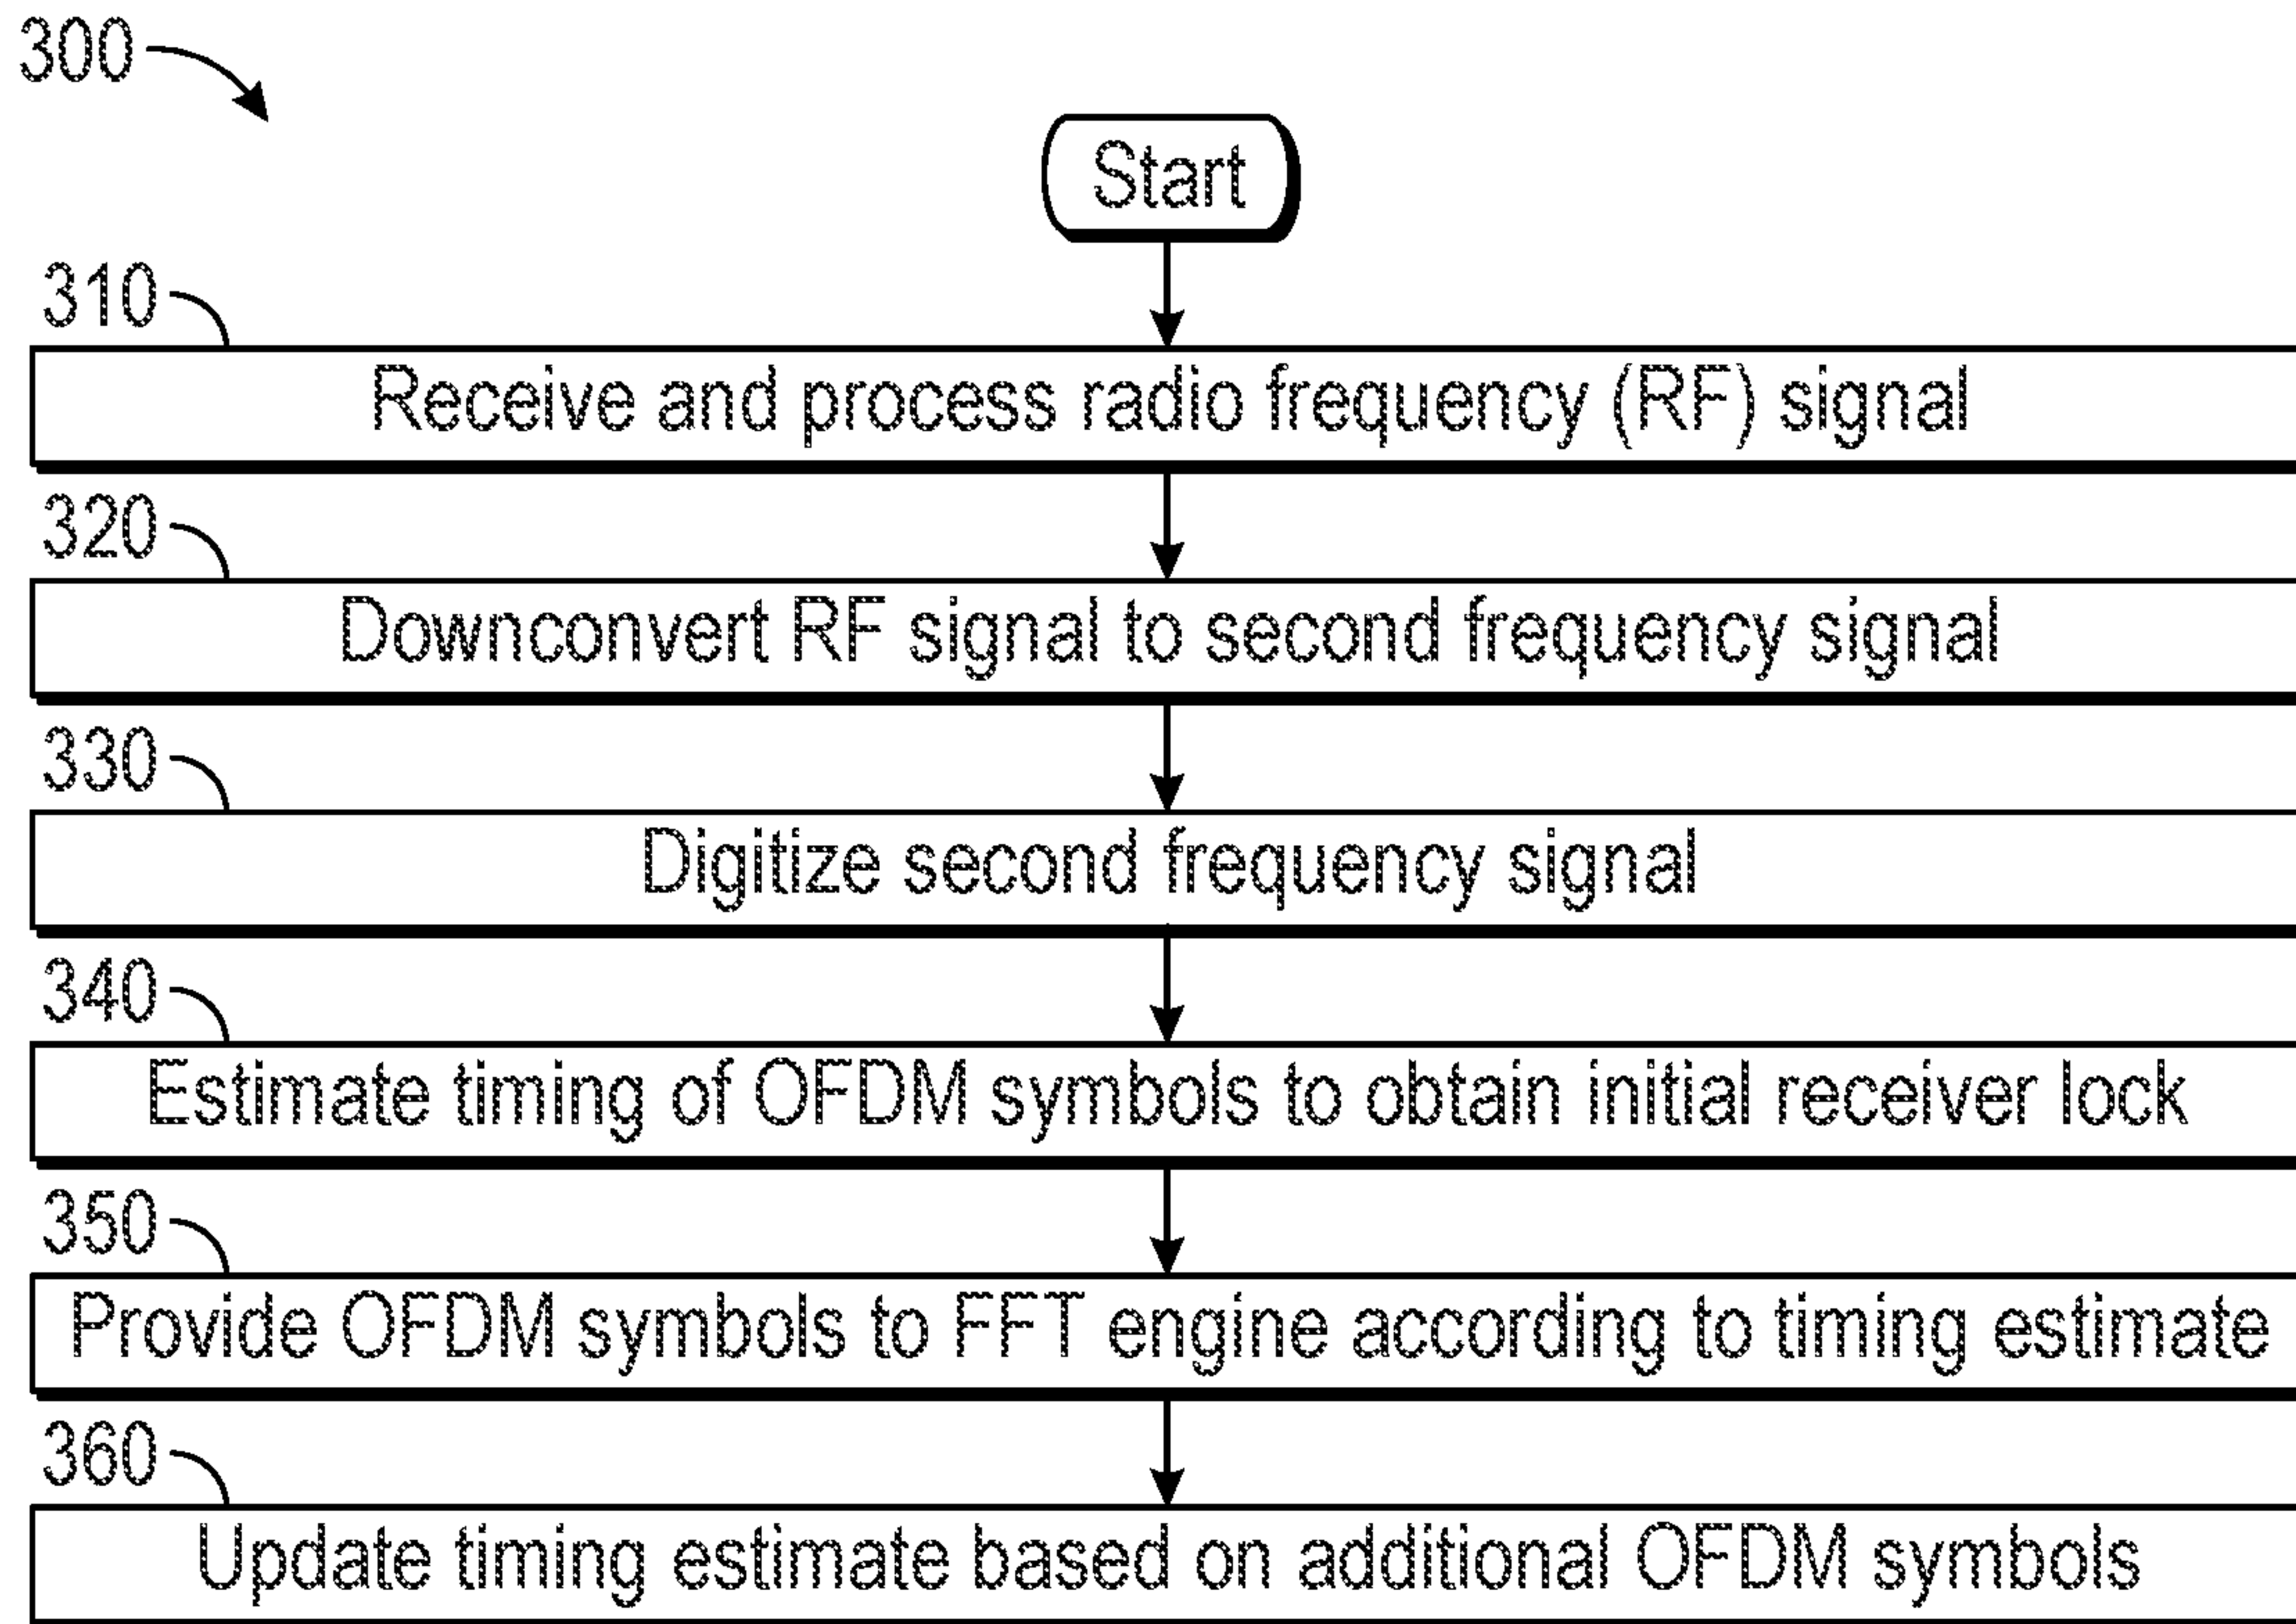 300
Start
310
Receive and process radio frequency (RF) signal
320
Downconvert RF signal to second frequency signal
330
Digitize second frequency signal
340
Estimate timing of OFDM symbols to obtain initial receiver lock
350
Provide OFDM symbols to FFT engine according to timing estimate
360
Update timing estimate based on additional OFDM symbols